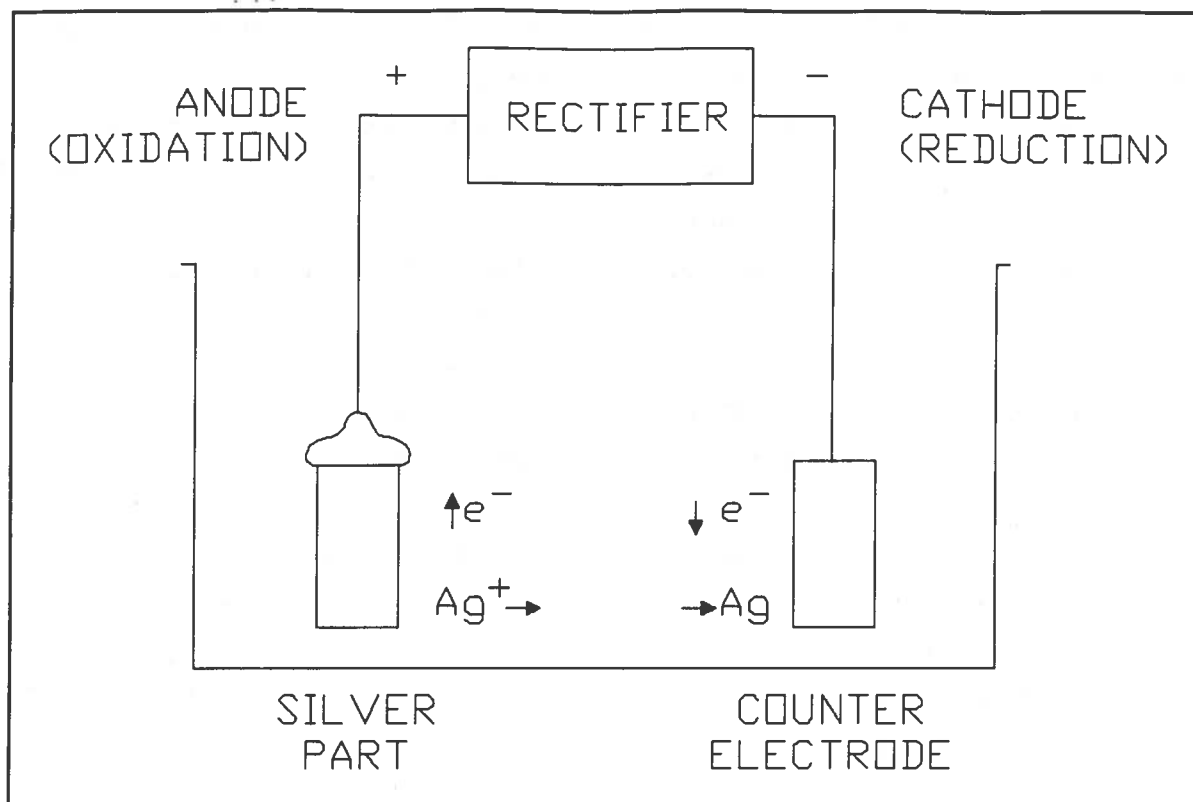 +
−
ANODE
(OXIDATION)
RECTIFIER
CATHODE
(REDUCTION)
e⁻
e⁻
Ag⁺
Ag
SILVER
PART
COUNTER
ELECTRODE